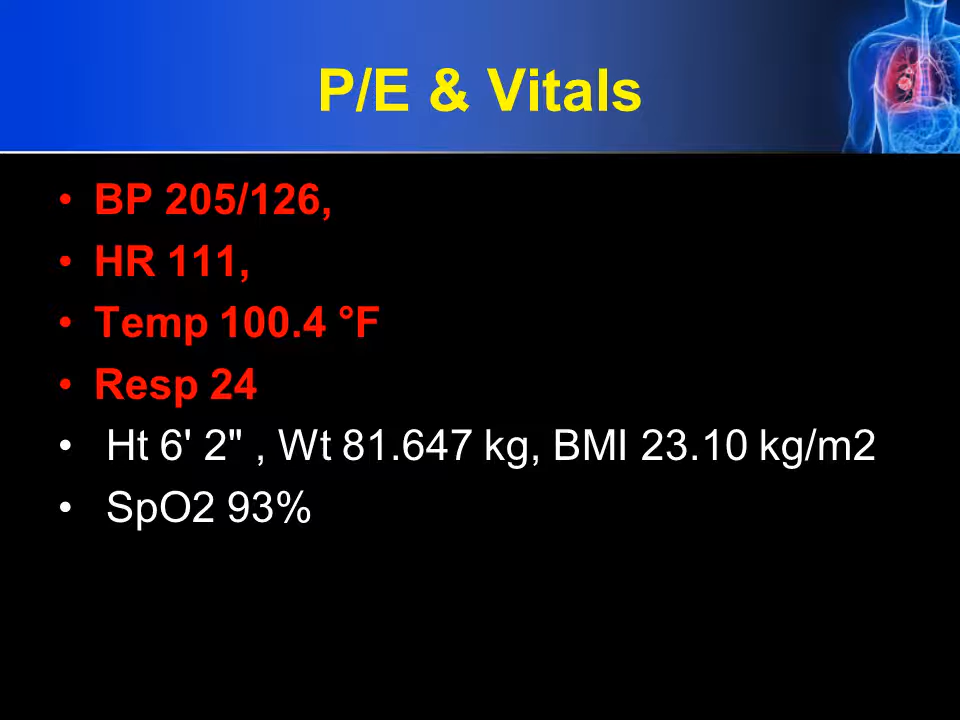 P/E & Vitals
• BP 205/126,
• HR 111,
• Temp 100.4 °F
• Resp 24
• Ht 6' 2" , Wt 81.647 kg, BMI 23.10 kg/m2
• SpO2 93%